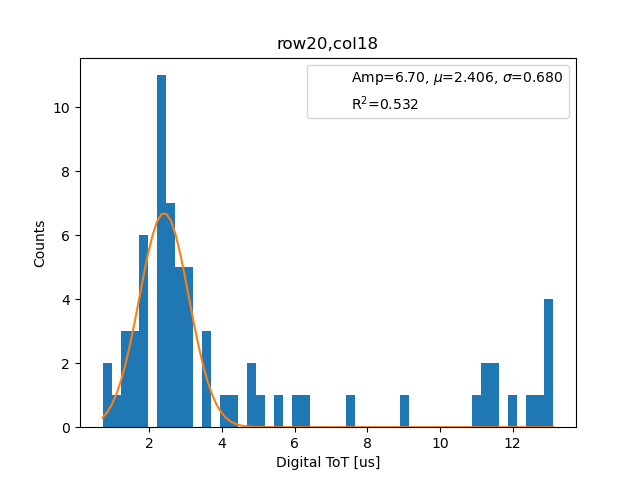 row20,col18
Amp=6.70, μ=2.406, σ=0.680
R²=0.532
Counts
10
8
6
4
2
0
2 4 6 8 10 12
Digital ToT [us]